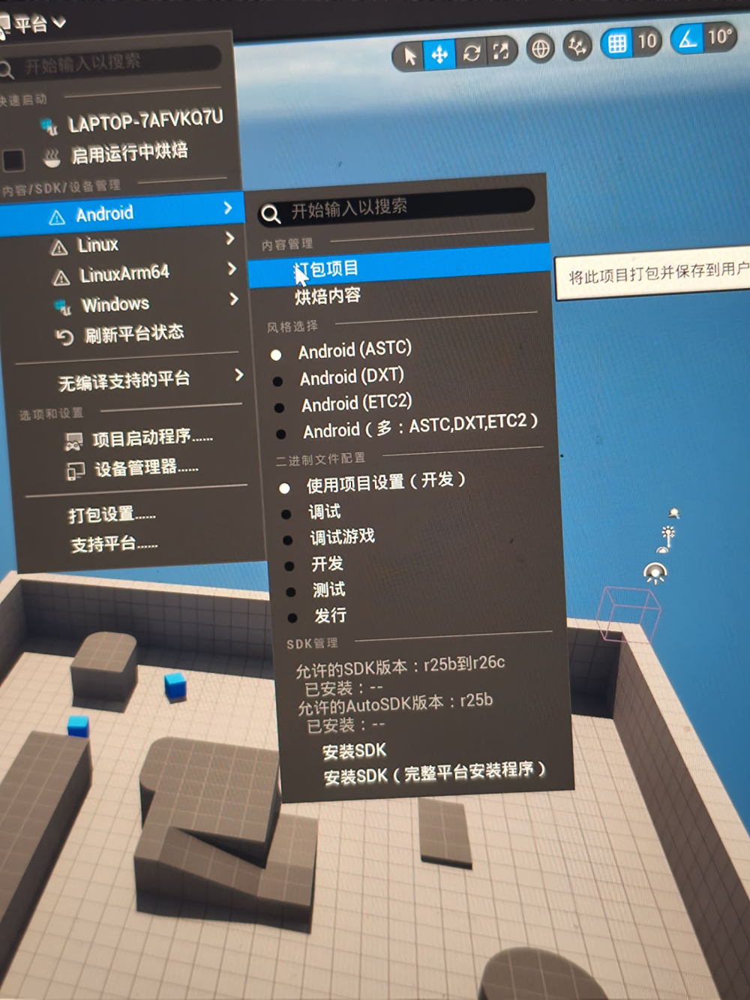 平台
开始输入以搜索
快速启动
LAPTOP-7AFVKQ7U
启用运行中烘焙
内容/SDK/设备管理
Android
Linux
LinuxArm64
Windows
刷新平台状态
无编译支持的平台
选项和设置
项目启动程序......
设备管理器......
打包设置......
支持平台......
开始输入以搜索
内容管理
打包项目
烘焙内容
风格选择
Android (ASTC)
Android (DXT)
Android (ETC2)
Android（多：ASTC,DXT,ETC2）
二进制文件配置
使用项目设置（开发）
调试
调试游戏
开发
测试
发行
SDK管理
允许的SDK版本：r25b到r26c
已安装：--
允许的AutoSDK版本：r25b
已安装：--
安装SDK
安装SDK（完整平台安装程序）
将此项目打包并保存到用户
10
10°